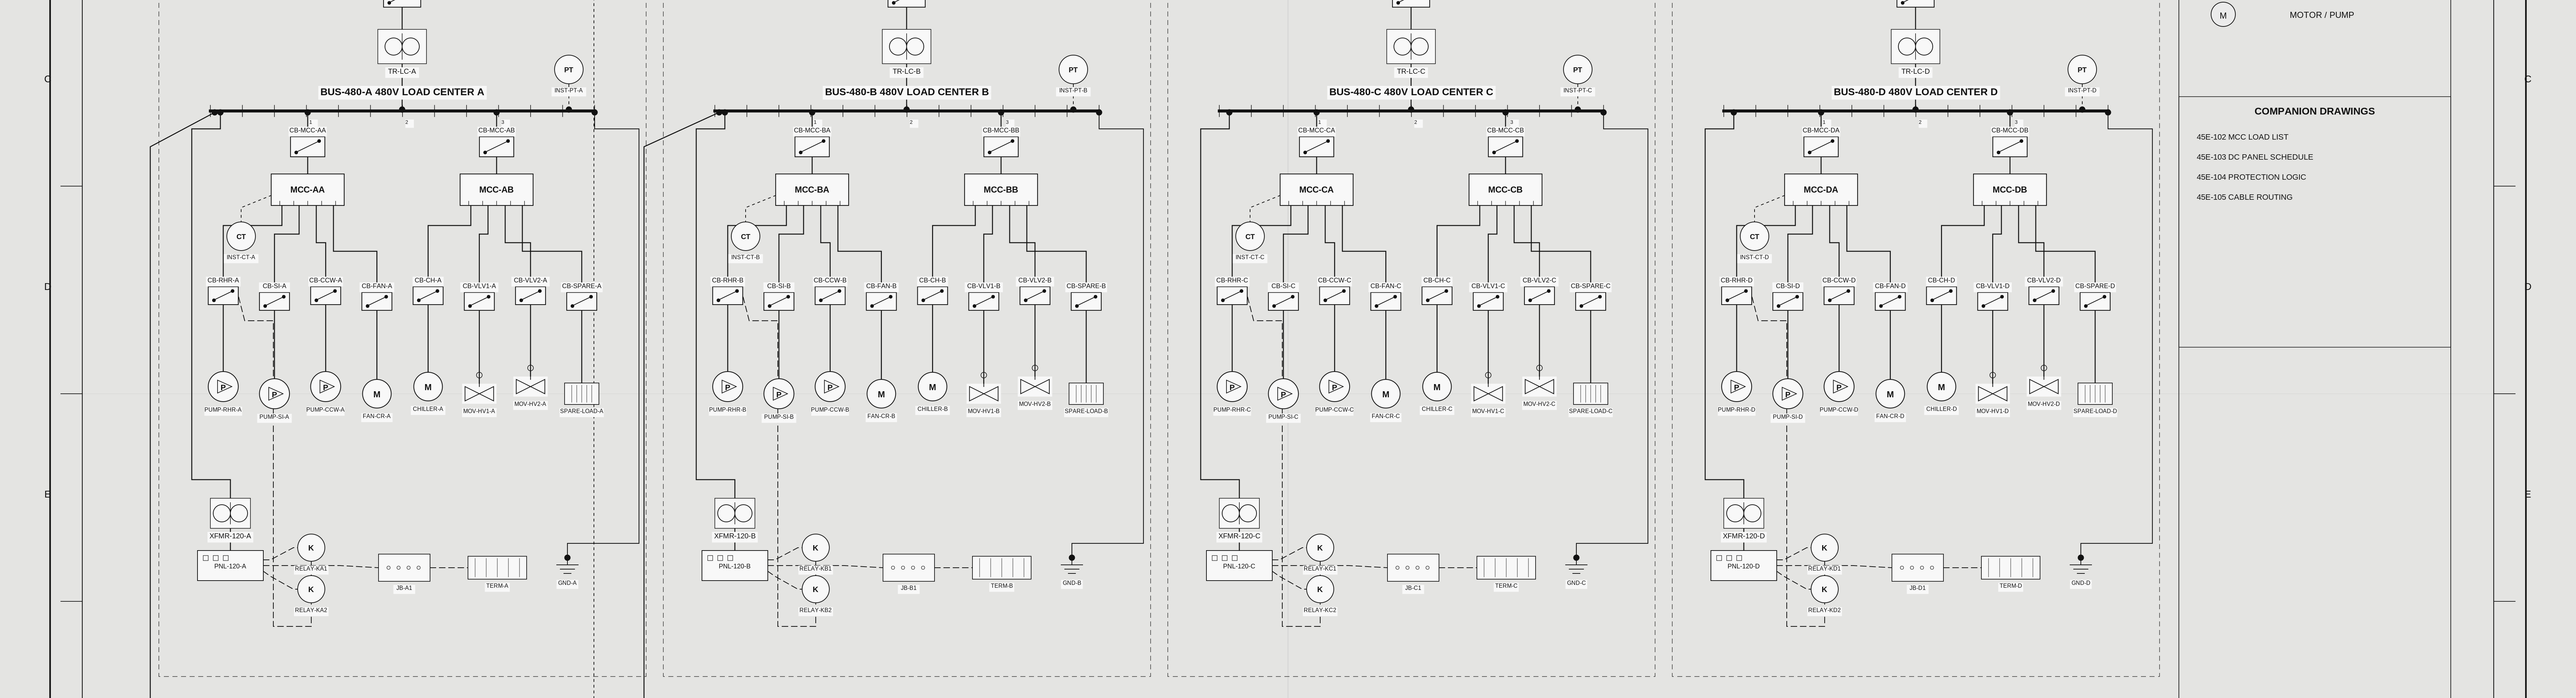 M MOTOR / PUMP
C C
TR-LC-A TR-LC-B TR-LC-C TR-LC-D
PT PT PT PT
INST-PT-A INST-PT-B INST-PT-C INST-PT-D
BUS-480-A 480V LOAD CENTER A BUS-480-B 480V LOAD CENTER B BUS-480-C 480V LOAD CENTER C BUS-480-D 480V LOAD CENTER D
COMPANION DRAWINGS
45E-102 MCC LOAD LIST
45E-103 DC PANEL SCHEDULE
45E-104 PROTECTION LOGIC
45E-105 CABLE ROUTING
1 2 3 1 2 3 1 2 3 1 2 3
CB-MCC-AA CB-MCC-AB CB-MCC-BA CB-MCC-BB CB-MCC-CA CB-MCC-CB CB-MCC-DA CB-MCC-DB
MCC-AA MCC-AB MCC-BA MCC-BB MCC-CA MCC-CB MCC-DA MCC-DB
CT CT CT CT
INST-CT-A INST-CT-B INST-CT-C INST-CT-D
D D
CB-RHR-A CB-SI-A CB-CCW-A CB-FAN-A CB-CH-A CB-VLV1-A CB-VLV2-A CB-SPARE-A
CB-RHR-B CB-SI-B CB-CCW-B CB-FAN-B CB-CH-B CB-VLV1-B CB-VLV2-B CB-SPARE-B
CB-RHR-C CB-SI-C CB-CCW-C CB-FAN-C CB-CH-C CB-VLV1-C CB-VLV2-C CB-SPARE-C
CB-RHR-D CB-SI-D CB-CCW-D CB-FAN-D CB-CH-D CB-VLV1-D CB-VLV2-D CB-SPARE-D
P P P M M P P P M M P P P M M P P P M M
PUMP-RHR-A PUMP-SI-A PUMP-CCW-A FAN-CR-A CHILLER-A MOV-HV1-A MOV-HV2-A SPARE-LOAD-A
PUMP-RHR-B PUMP-SI-B PUMP-CCW-B FAN-CR-B CHILLER-B MOV-HV1-B MOV-HV2-B SPARE-LOAD-B
PUMP-RHR-C PUMP-SI-C PUMP-CCW-C FAN-CR-C CHILLER-C MOV-HV1-C MOV-HV2-C SPARE-LOAD-C
PUMP-RHR-D PUMP-SI-D PUMP-CCW-D FAN-CR-D CHILLER-D MOV-HV1-D MOV-HV2-D SPARE-LOAD-D
E E
XFMR-120-A XFMR-120-B XFMR-120-C XFMR-120-D
K K K K
PNL-120-A RELAY-KA1 PNL-120-B RELAY-KB1 PNL-120-C RELAY-KC1 PNL-120-D RELAY-KD1
JB-A1 TERM-A GND-A JB-B1 TERM-B GND-B JB-C1 TERM-C GND-C JB-D1 TERM-D GND-D
K K K K
RELAY-KA2 RELAY-KB2 RELAY-KC2 RELAY-KD2